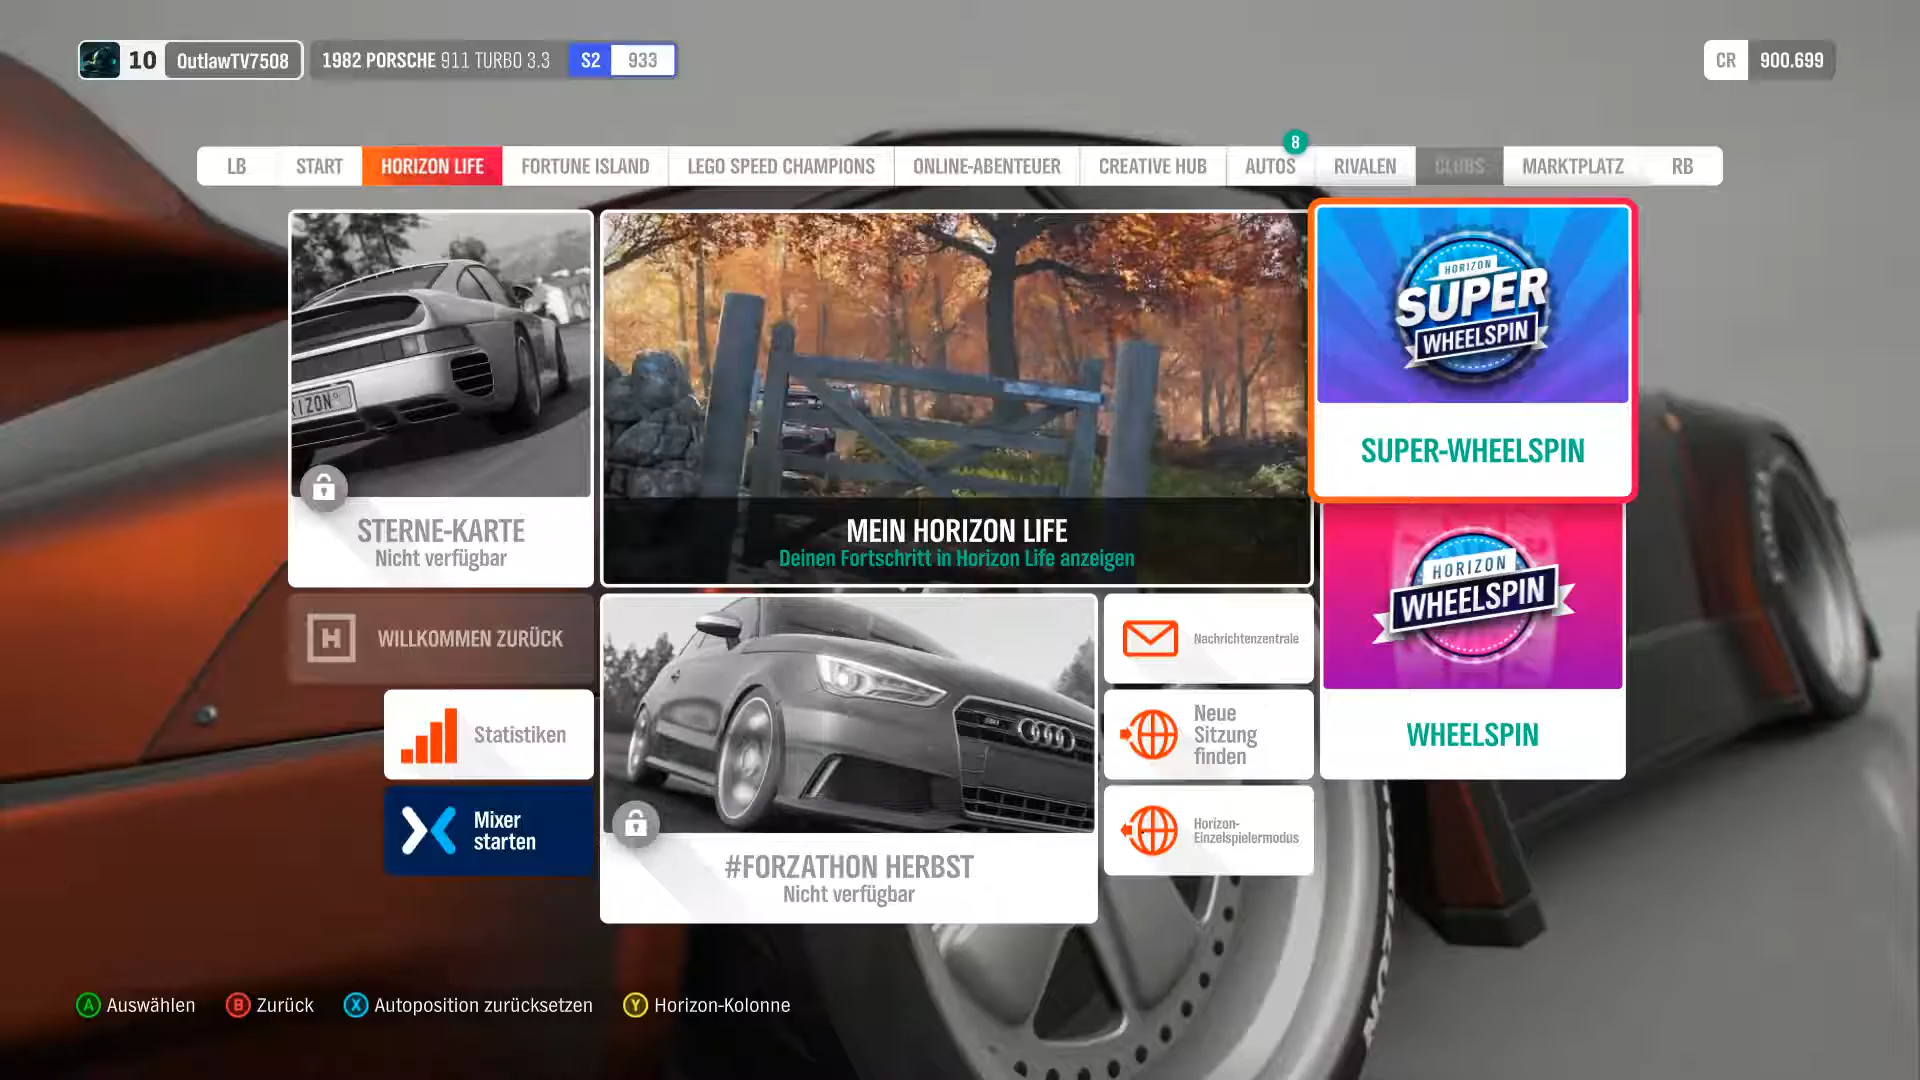 10 OutlawTV7508 1982 PORSCHE 911 TURBO 3.3 S2 933 CR 900.699
8
LB START HORIZON LIFE FORTUNE ISLAND LEGO SPEED CHAMPIONS ONLINE-ABENTEUER CREATIVE HUB AUTOS RIVALEN CLUBS MARKTPLATZ RB
HORIZON
SUPER
WHEELSPIN
SUPER-WHEELSPIN
STERNE-KARTE
Nicht verfügbar
MEIN HORIZON LIFE
Deinen Fortschritt in Horizon Life anzeigen
HORIZON
WHEELSPIN
WHEELSPIN
H WILLKOMMEN ZURÜCK
Statistiken
Mixer
starten
#FORZATHON HERBST
Nicht verfügbar
Nachrichtenzentrale
Neue
Sitzung
finden
Horizon-
Einzelspielermodus
A Auswählen B Zurück X Autoposition zurücksetzen Y Horizon-Kolonne